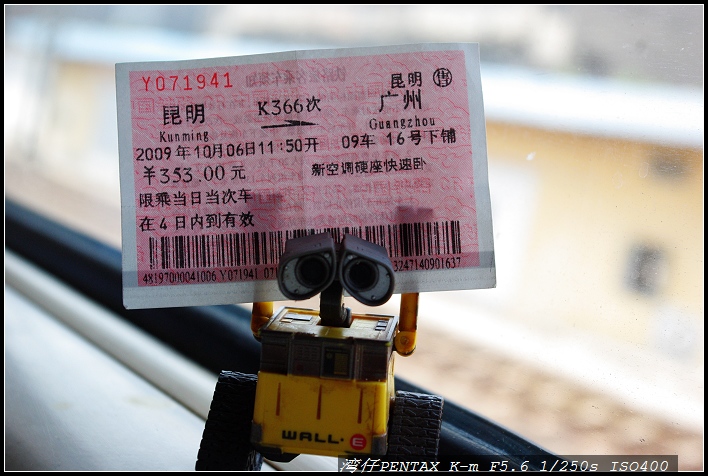 Y071941
昆明 售
昆明 K366次 广州
Kunming Guangzhou
2009年10月06日11:50开 09车16号下铺
¥353.00元 新空调硬座快速卧
限乘当日当次车
在4日内到有效
48197000041006 Y071941 3247140901637
WALL·E
湾仔PENTAX K-m F5.6 1/250s ISO400